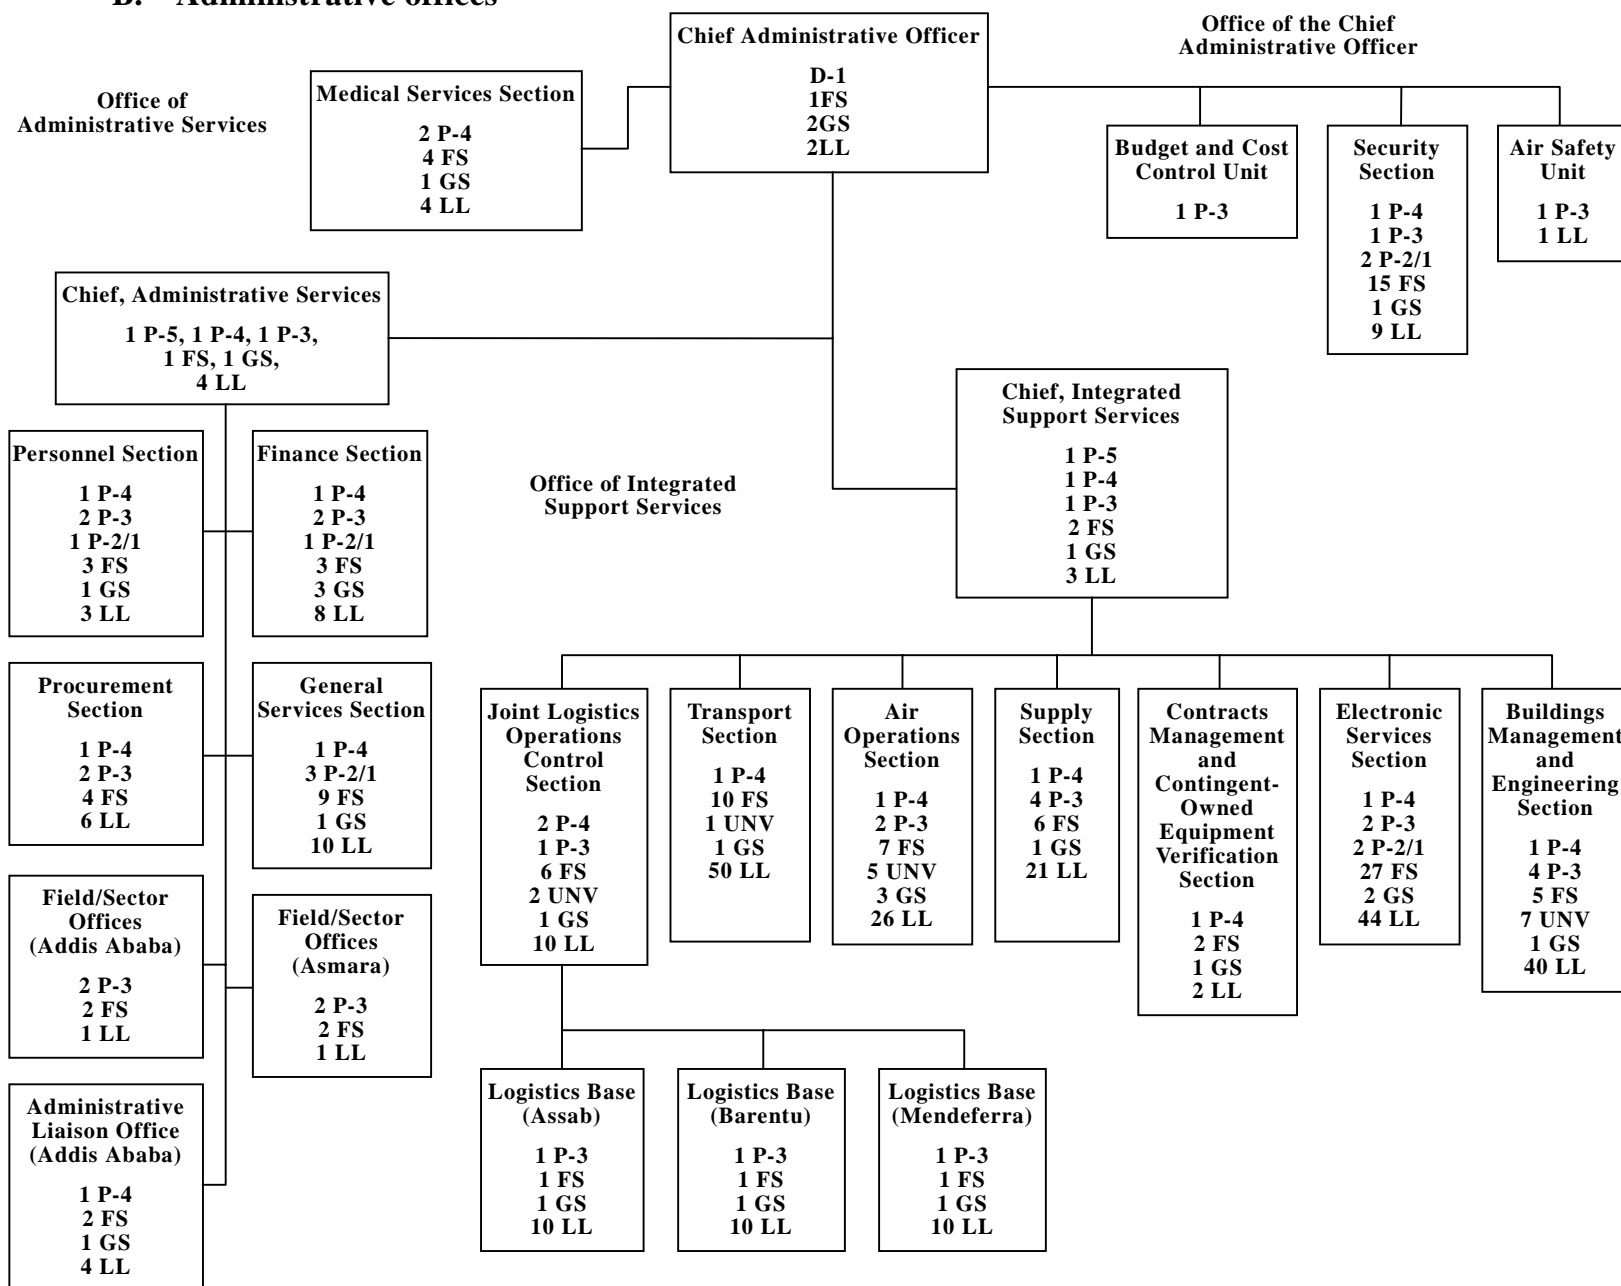 B. Administrative offices
Chief Administrative Officer
D-1
1FS
2GS
2LL
Office of the Chief
Administrative Officer
Office of
Administrative Services
Medical Services Section
2 P-4
4 FS
1 GS
4 LL
Budget and Cost
Control Unit
1 P-3
Security
Section
1 P-4
1 P-3
2 P-2/1
15 FS
1 GS
9 LL
Air Safety
Unit
1 P-3
1 LL
Chief, Administrative Services
1 P-5, 1 P-4, 1 P-3,
1 FS, 1 GS,
4 LL
Chief, Integrated
Support Services
1 P-5
1 P-4
1 P-3
2 FS
1 GS
3 LL
Personnel Section
1 P-4
2 P-3
1 P-2/1
3 FS
1 GS
3 LL
Finance Section
1 P-4
2 P-3
1 P-2/1
3 FS
3 GS
8 LL
Office of Integrated
Support Services
Procurement
Section
1 P-4
2 P-3
4 FS
6 LL
General
Services Section
1 P-4
3 P-2/1
9 FS
1 GS
10 LL
Field/Sector
Offices
(Addis Ababa)
2 P-3
2 FS
1 LL
Field/Sector
Offices
(Asmara)
2 P-3
2 FS
1 LL
Administrative
Liaison Office
(Addis Ababa)
1 P-4
2 FS
1 GS
4 LL
Joint Logistics
Operations
Control
Section
2 P-4
1 P-3
6 FS
2 UNV
1 GS
10 LL
Transport
Section
1 P-4
10 FS
1 UNV
1 GS
50 LL
Air
Operations
Section
1 P-4
2 P-3
7 FS
5 UNV
3 GS
26 LL
Supply
Section
1 P-4
4 P-3
6 FS
1 GS
21 LL
Contracts
Management
and
Contingent-
Owned
Equipment
Verification
Section
1 P-4
2 FS
1 GS
2 LL
Electronic
Services
Section
1 P-4
2 P-3
2 P-2/1
27 FS
2 GS
44 LL
Buildings
Management
and
Engineering
Section
1 P-4
4 P-3
5 FS
7 UNV
1 GS
40 LL
Logistics Base
(Assab)
1 P-3
1 FS
1 GS
10 LL
Logistics Base
(Barentu)
1 P-3
1 FS
1 GS
10 LL
Logistics Base
(Mendeferra)
1 P-3
1 FS
1 GS
10 LL